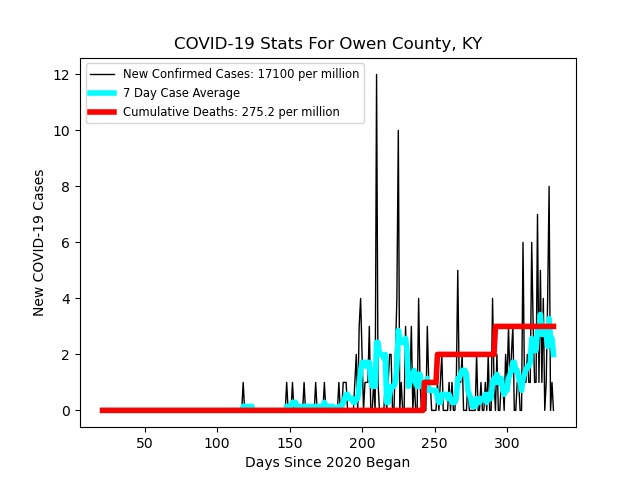 COVID-19 Stats For Owen County, KY
New Confirmed Cases: 17100 per million
7 Day Case Average
Cumulative Deaths: 275.2 per million
New COVID-19 Cases
12
10
8
6
4
2
0
50 100 150 200 250 300
Days Since 2020 Began